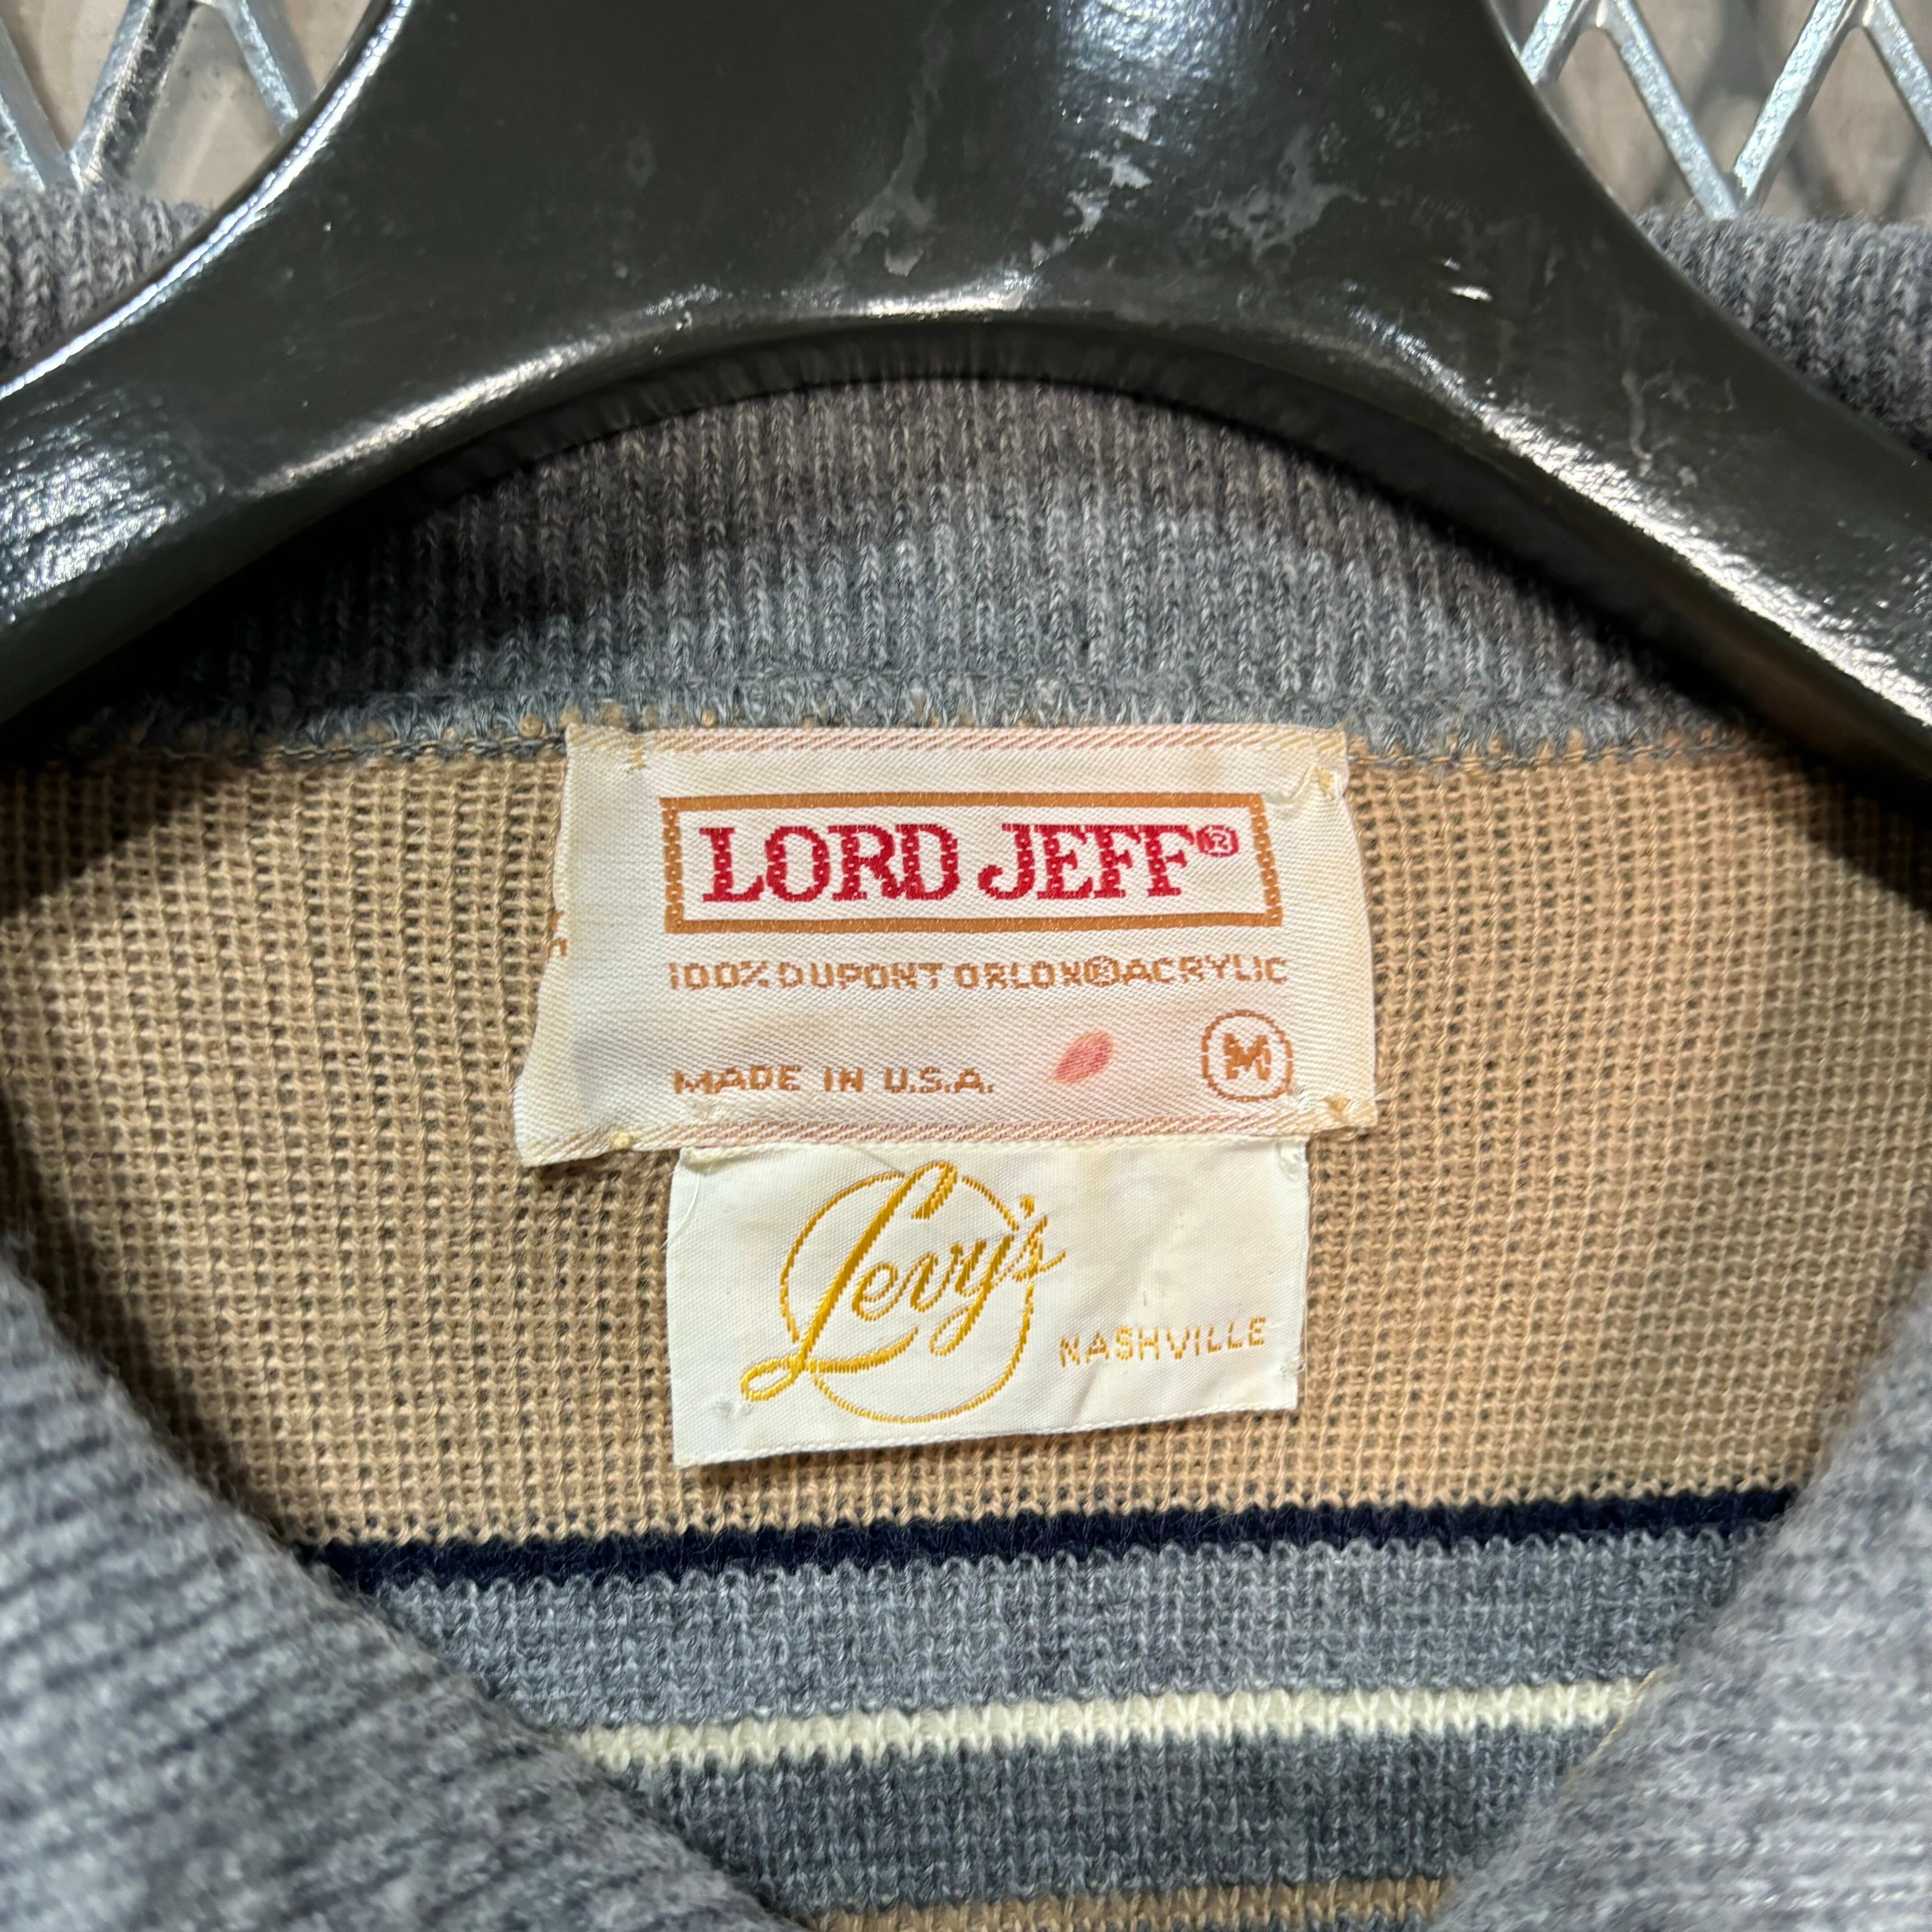 LORD JEFF®
100% DUPONT ORLON® ACRYLIC
MADE IN U.S.A. M
Levy's
NASHVILLE